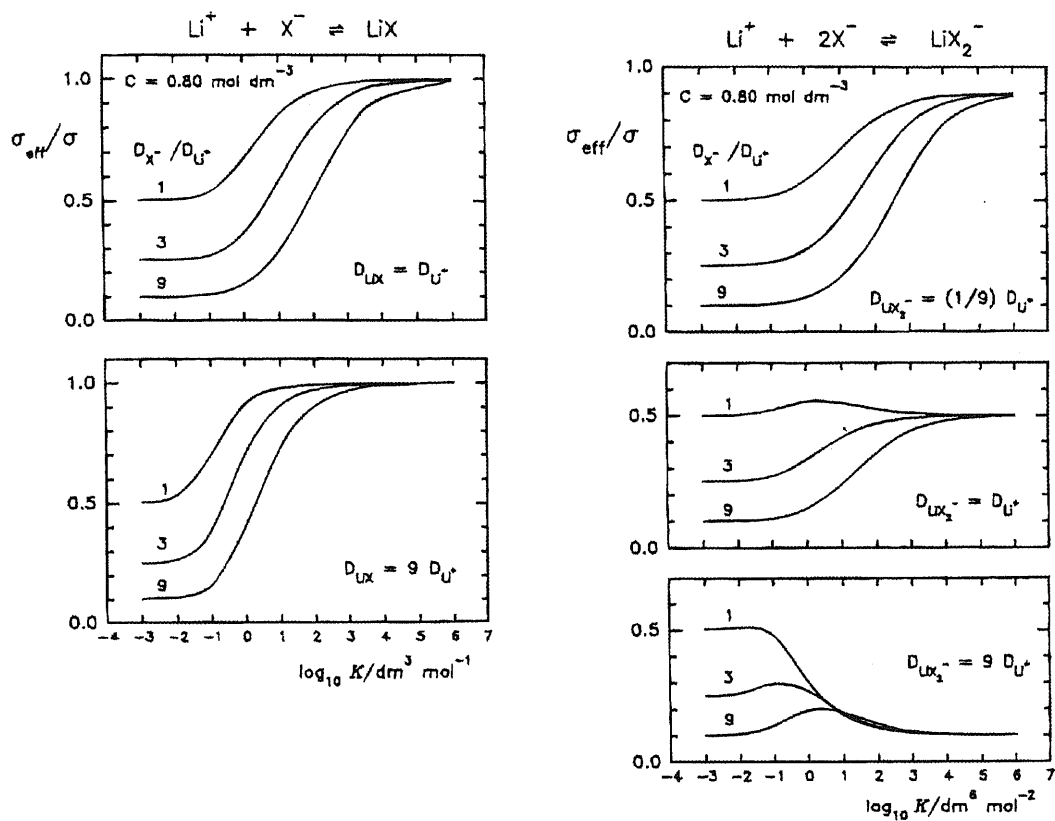 Li⁺ + X⁻ ⇌ LiX
1.0
C = 0.80 mol dm⁻³
σeff/σ
D_X⁻ /D_Li⁺
1
0.5
3
9
D_LiX = D_Li⁺
0.0
1.0
1
0.5
3
9
D_LiX = 9 D_Li⁺
0.0
-4 -3 -2 -1 0 1 2 3 4 5 6 7
log₁₀ K/dm³ mol⁻¹
Li⁺ + 2X⁻ ⇌ LiX₂⁻
1.0
C = 0.80 mol dm⁻³
σeff/σ
D_X⁻ /D_Li⁺
1
0.5
3
9
D_LiX₂⁻ = (1/9) D_Li⁺
0.0
1
0.5
3
9
D_LiX₂⁻ = D_Li⁺
0.0
1
0.5
3
9
D_LiX₂⁻ = 9 D_Li⁺
0.0
-4 -3 -2 -1 0 1 2 3 4 5 6 7
log₁₀ K/dm⁶ mol⁻²